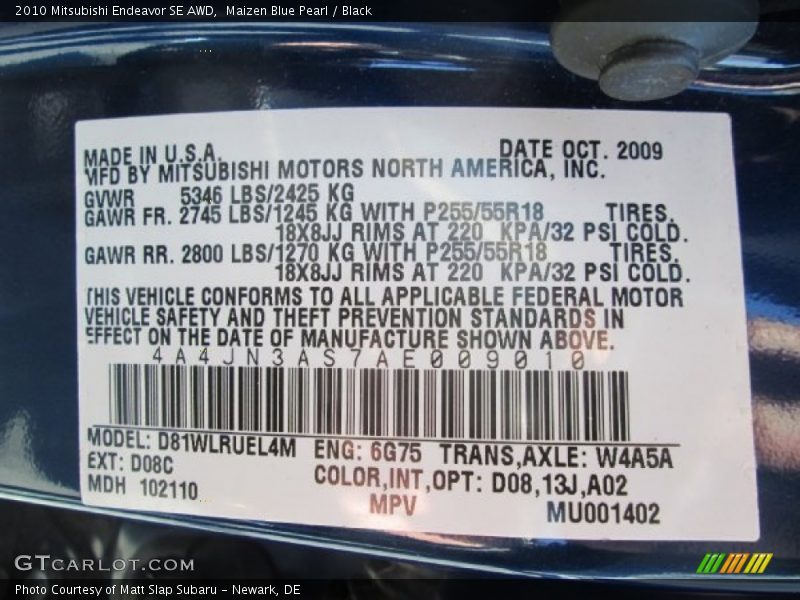 2010 Mitsubishi Endeavor SE AWD,  Maizen Blue Pearl / Black
MADE IN U.S.A. DATE OCT. 2009
MFD BY MITSUBISHI MOTORS NORTH AMERICA, INC.
GVWR 5346 LBS/2425 KG
GAWR FR. 2745 LBS/1245 KG WITH P255/55R18 TIRES.
18X8JJ RIMS AT 220 KPA/32 PSI COLD.
GAWR RR. 2800 LBS/1270 KG WITH P255/55R18 TIRES.
18X8JJ RIMS AT 220 KPA/32 PSI COLD.
THIS VEHICLE CONFORMS TO ALL APPLICABLE FEDERAL MOTOR
VEHICLE SAFETY AND THEFT PREVENTION STANDARDS IN
EFFECT ON THE DATE OF MANUFACTURE SHOWN ABOVE.
4A4JN3AS7AE009010
MODEL: D81WLRUEL4M ENG: 6G75 TRANS,AXLE: W4A5A
EXT: D08C COLOR,INT,OPT: D08,13J,A02
MDH 102110 MPV MU001402
GTCARLOT.COM
Photo Courtesy of Matt Slap Subaru - Newark, DE